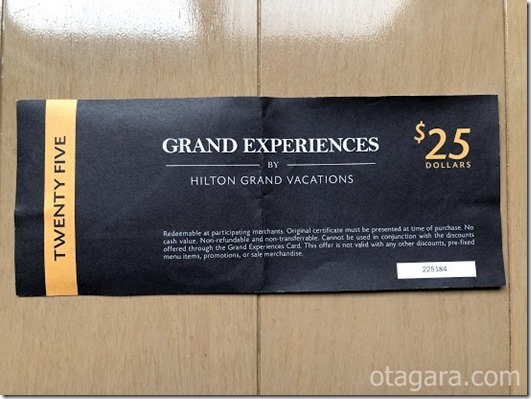 TWENTY FIVE
GRAND EXPERIENCES
BY
HILTON GRAND VACATIONS
$25
DOLLARS
Redeemable at participating merchants. Original certificate must be presented at time of purchase. No
cash value. Non-refundable and non-transferrable. Cannot be used in conjunction with the discounts
offered through the Grand Experiences Card. This offer is not valid with any other discounts, pre-fixed
menu items, promotions, or sale merchandise.
225184
otagara.com